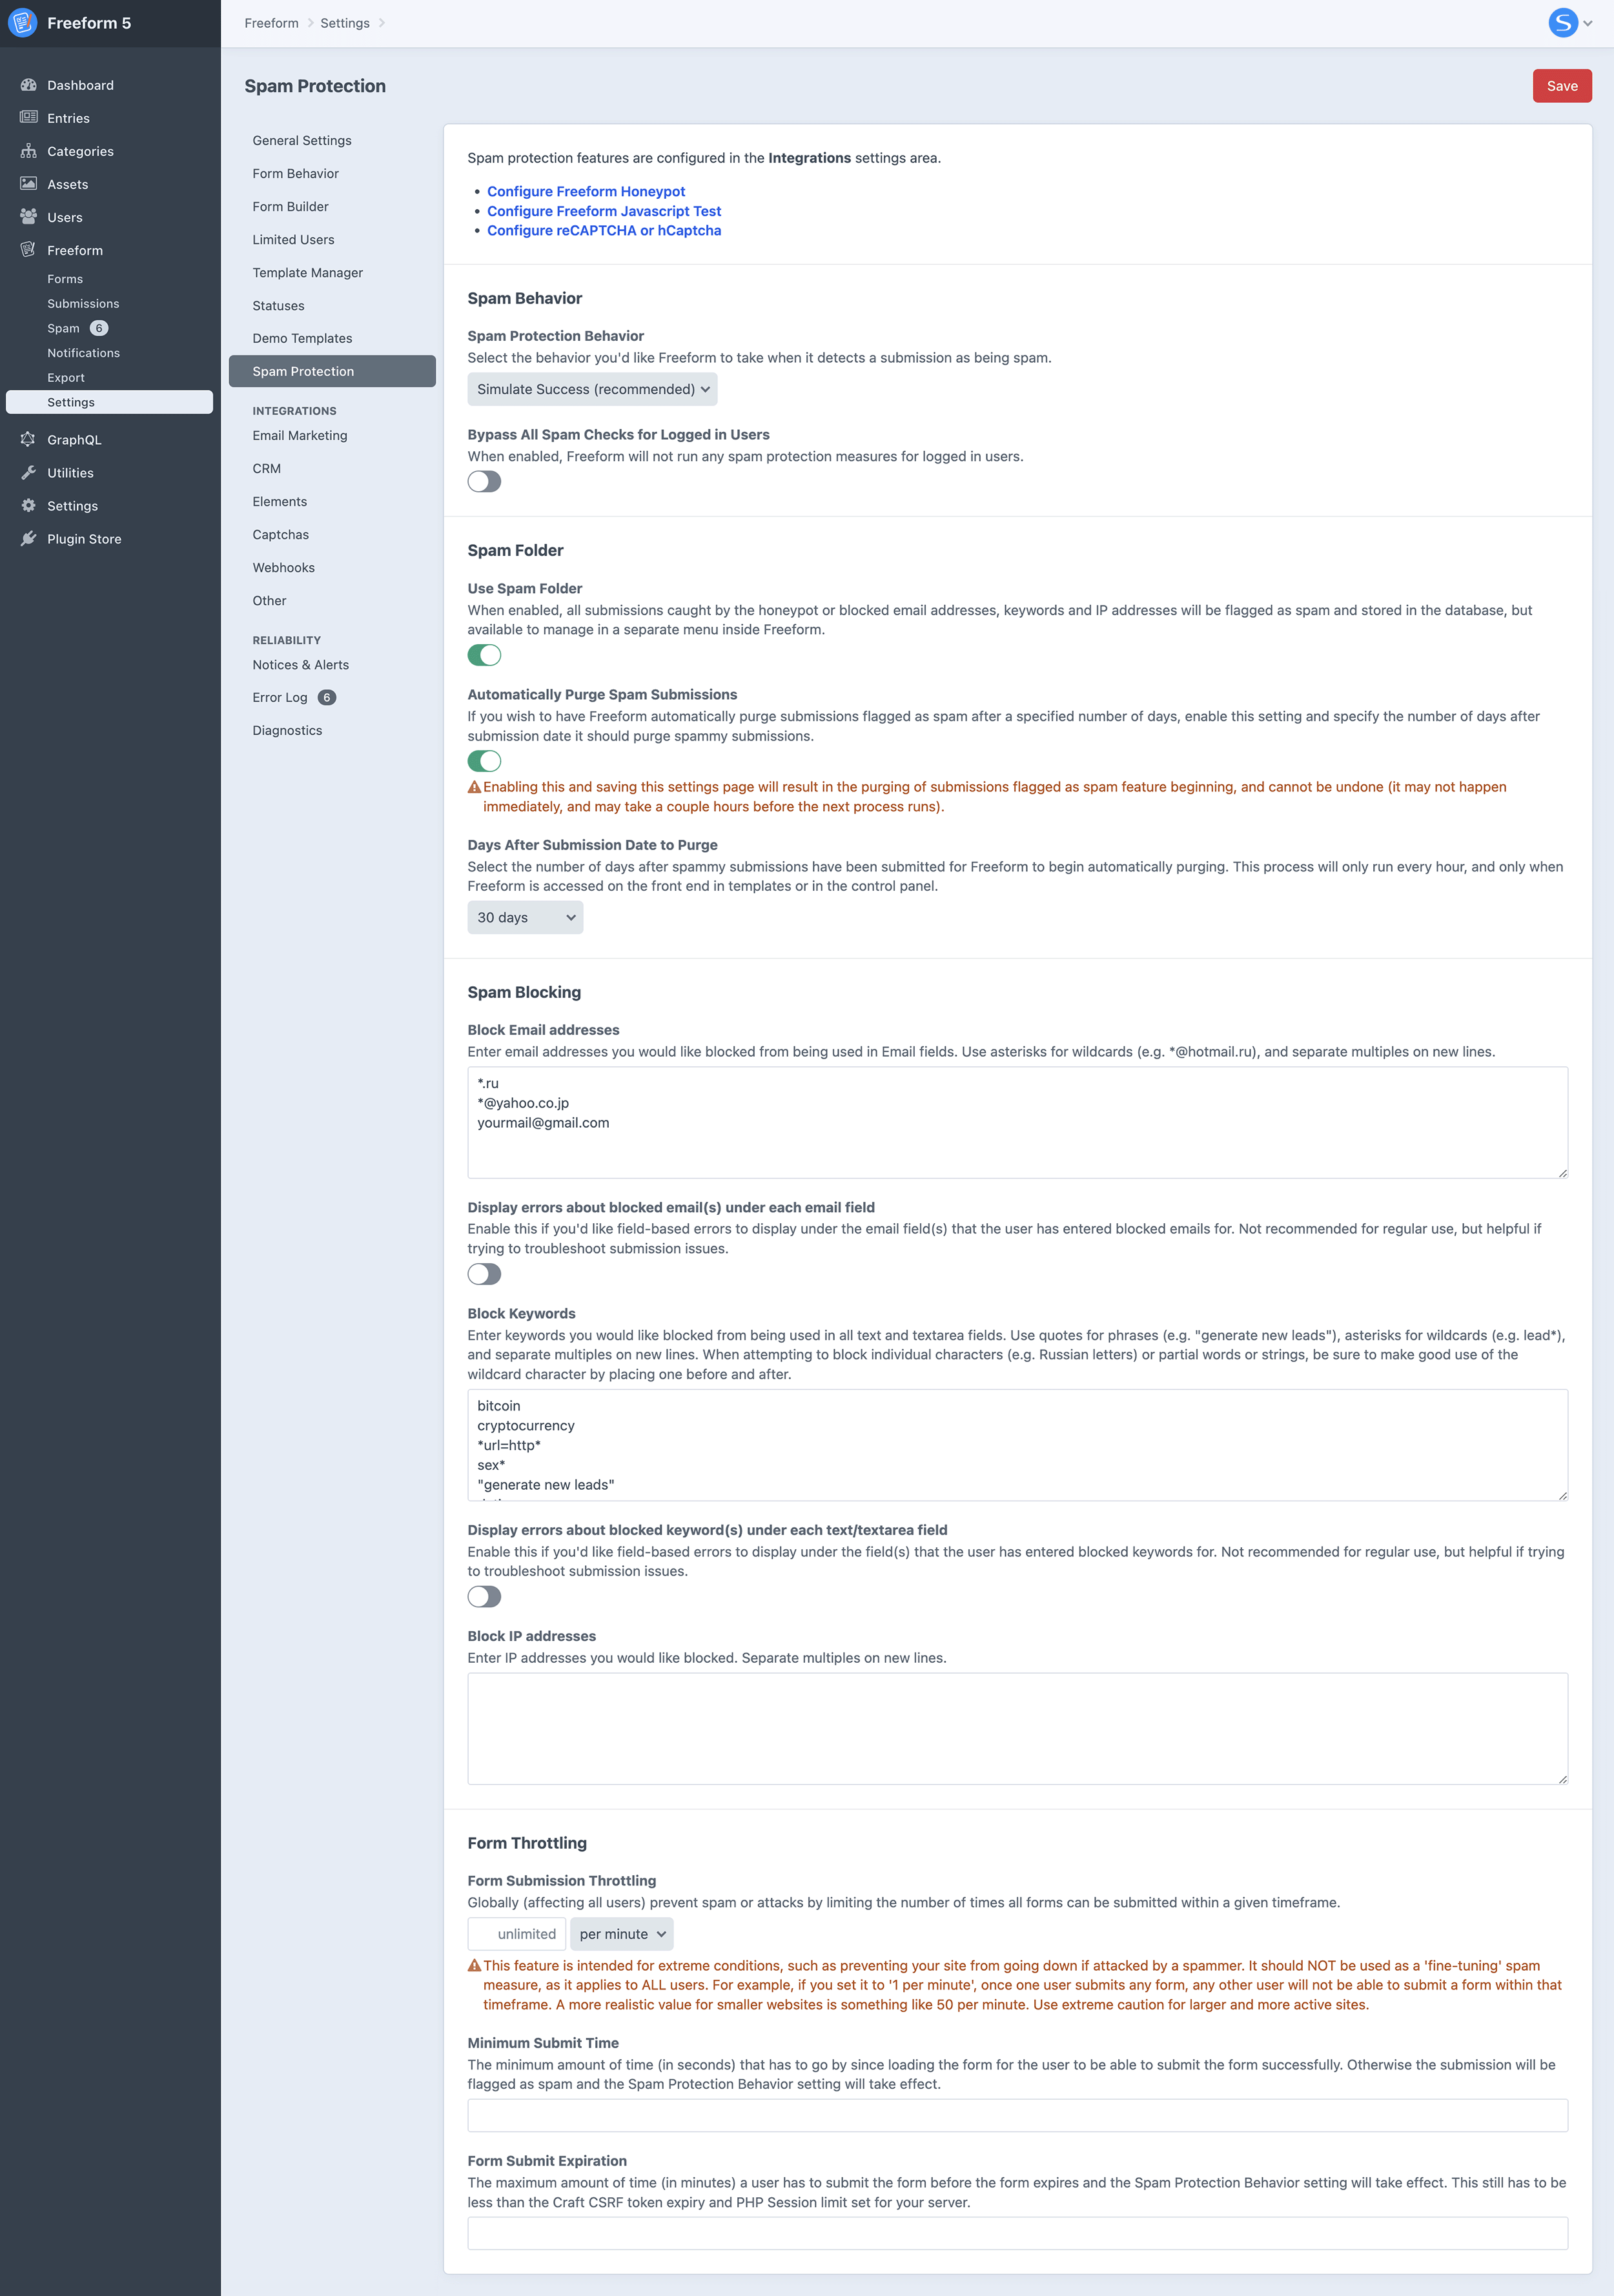 Freeform 5
Freeform
Settings
S
Dashboard
Entries
Categories
Assets
Users
Freeform
Forms
Submissions
Spam 6
Notifications
Export
Settings
GraphQL
Utilities
Settings
Plugin Store
Spam Protection
Save
General Settings
Form Behavior
Form Builder
Limited Users
Template Manager
Statuses
Demo Templates
Spam Protection
INTEGRATIONS
Email Marketing
CRM
Elements
Captchas
Webhooks
Other
RELIABILITY
Notices & Alerts
Error Log 6
Diagnostics
Spam protection features are configured in the Integrations settings area.
• Configure Freeform Honeypot
• Configure Freeform Javascript Test
• Configure reCAPTCHA or hCaptcha
Spam Behavior
Spam Protection Behavior
Select the behavior you'd like Freeform to take when it detects a submission as being spam.
Simulate Success (recommended)
Bypass All Spam Checks for Logged in Users
When enabled, Freeform will not run any spam protection measures for logged in users.
Spam Folder
Use Spam Folder
When enabled, all submissions caught by the honeypot or blocked email addresses, keywords and IP addresses will be flagged as spam and stored in the database, but
available to manage in a separate menu inside Freeform.
Automatically Purge Spam Submissions
If you wish to have Freeform automatically purge submissions flagged as spam after a specified number of days, enable this setting and specify the number of days after
submission date it should purge spammy submissions.
Enabling this and saving this settings page will result in the purging of submissions flagged as spam feature beginning, and cannot be undone (it may not happen
immediately, and may take a couple hours before the next process runs).
Days After Submission Date to Purge
Select the number of days after spammy submissions have been submitted for Freeform to begin automatically purging. This process will only run every hour, and only when
Freeform is accessed on the front end in templates or in the control panel.
30 days
Spam Blocking
Block Email addresses
Enter email addresses you would like blocked from being used in Email fields. Use asterisks for wildcards (e.g. *@hotmail.ru), and separate multiples on new lines.
*.ru
*@yahoo.co.jp
yourmail@gmail.com
Display errors about blocked email(s) under each email field
Enable this if you'd like field-based errors to display under the email field(s) that the user has entered blocked emails for. Not recommended for regular use, but helpful if
trying to troubleshoot submission issues.
Block Keywords
Enter keywords you would like blocked from being used in all text and textarea fields. Use quotes for phrases (e.g. "generate new leads"), asterisks for wildcards (e.g. lead*),
and separate multiples on new lines. When attempting to block individual characters (e.g. Russian letters) or partial words or strings, be sure to make good use of the
wildcard character by placing one before and after.
bitcoin
cryptocurrency
*url=http*
sex*
"generate new leads"
Display errors about blocked keyword(s) under each text/textarea field
Enable this if you'd like field-based errors to display under the field(s) that the user has entered blocked keywords for. Not recommended for regular use, but helpful if trying
to troubleshoot submission issues.
Block IP addresses
Enter IP addresses you would like blocked. Separate multiples on new lines.
Form Throttling
Form Submission Throttling
Globally (affecting all users) prevent spam or attacks by limiting the number of times all forms can be submitted within a given timeframe.
unlimited
per minute
This feature is intended for extreme conditions, such as preventing your site from going down if attacked by a spammer. It should NOT be used as a 'fine-tuning' spam
measure, as it applies to ALL users. For example, if you set it to '1 per minute', once one user submits any form, any other user will not be able to submit a form within that
timeframe. A more realistic value for smaller websites is something like 50 per minute. Use extreme caution for larger and more active sites.
Minimum Submit Time
The minimum amount of time (in seconds) that has to go by since loading the form for the user to be able to submit the form successfully. Otherwise the submission will be
flagged as spam and the Spam Protection Behavior setting will take effect.
Form Submit Expiration
The maximum amount of time (in minutes) a user has to submit the form before the form expires and the Spam Protection Behavior setting will take effect. This still has to be
less than the Craft CSRF token expiry and PHP Session limit set for your server.